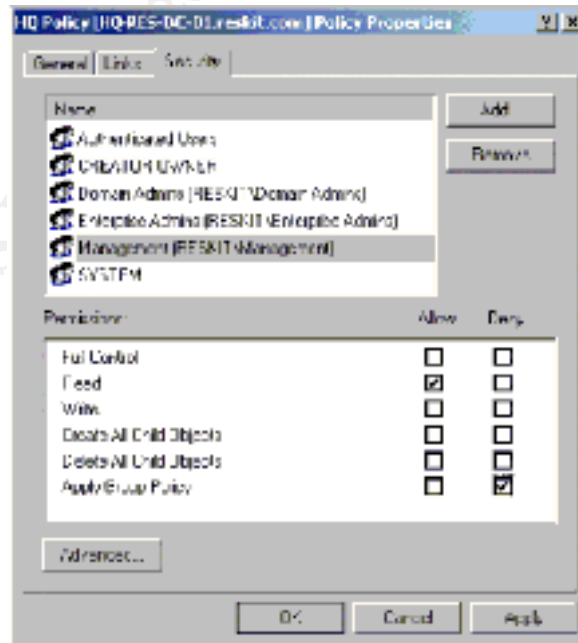 HQ Policy [HQ-RES-DC-01.reskit.com] Policy Properties
General Links Security
Name
Add
Authenticated Users
Remove
CREATOR OWNER
Domain Admins (RESKIT\Domain Admins)
Enterprise Admins (RESKIT\Enterprise Admins)
Management (RESKIT\Management)
SYSTEM
Permissions: Allow Deny
Full Control
Read
Write
Create All Child Objects
Delete All Child Objects
Apply Group Policy
Advanced...
OK Cancel Apply